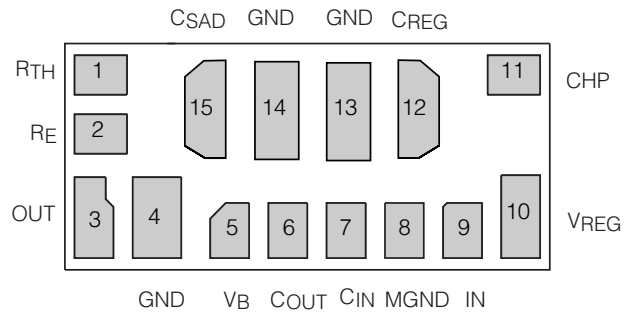 CSAD GND GND CREG
RTH 1 11 CHP
15 14 13 12
RE 2
OUT 3 4 5 6 7 8 9 10 VREG
GND VB COUT CIN MGND IN